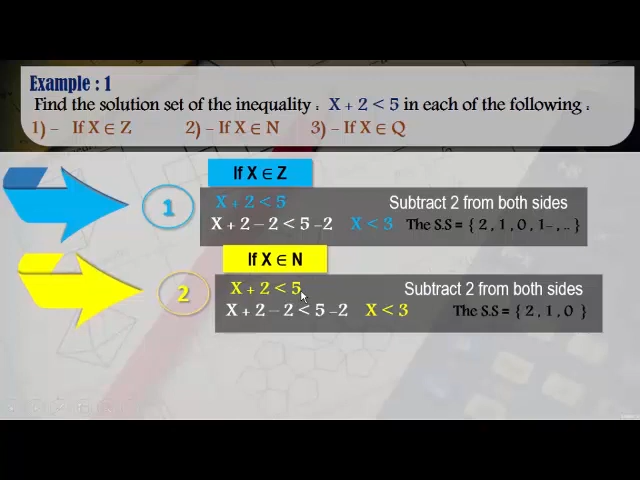 Example : 1
Find the solution set of the inequality : X + 2 < 5 in each of the following :
1) - If X ∈ Z 2) - If X ∈ N 3) - If X ∈ Q
If X ∈ Z
1
X + 2 < 5 Subtract 2 from both sides
X + 2 – 2 < 5 –2 X < 3 The S.S = { 2 , 1 , 0 , 1- , .. }
If X ∈ N
2
X + 2 < 5 Subtract 2 from both sides
X + 2 – 2 < 5 –2 X < 3 The S.S = { 2 , 1 , 0 }